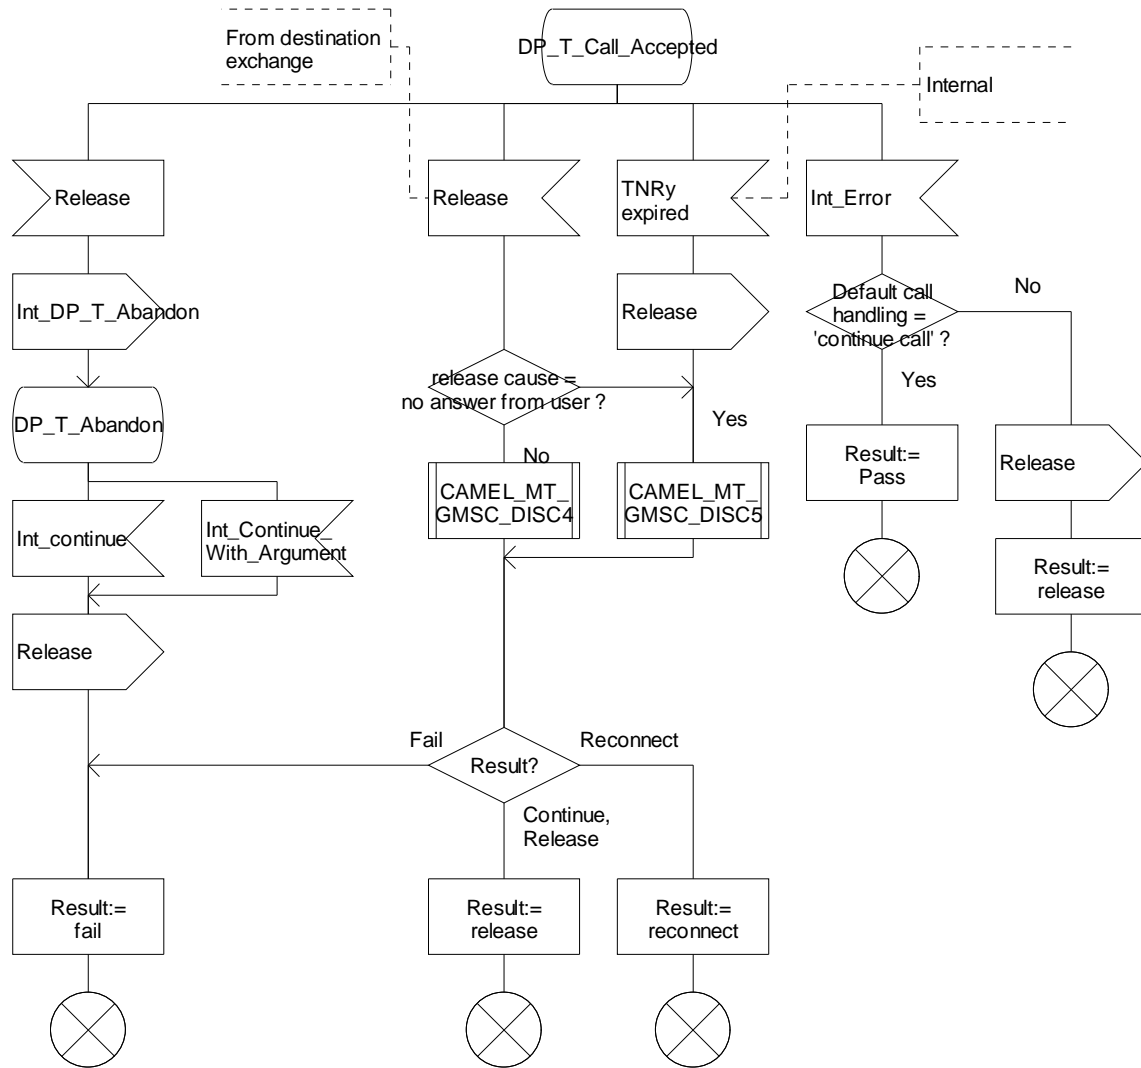 From destination
exchange
DP_T_Call_Accepted
Internal
Release
Release
TNRy
expired
Int_Error
Int_DP_T_Abandon
Release
Default call
handling =
'continue call' ?
No
Yes
release cause =
no answer from user ?
Yes
No
DP_T_Abandon
Result:=
Pass
Release
CAMEL_MT_
GMSC_DISC4
CAMEL_MT_
GMSC_DISC5
Int_continue
Int_Continue_
With_Argument
Result:=
release
Release
Fail
Reconnect
Result?
Continue,
Release
Result:=
fail
Result:=
release
Result:=
reconnect